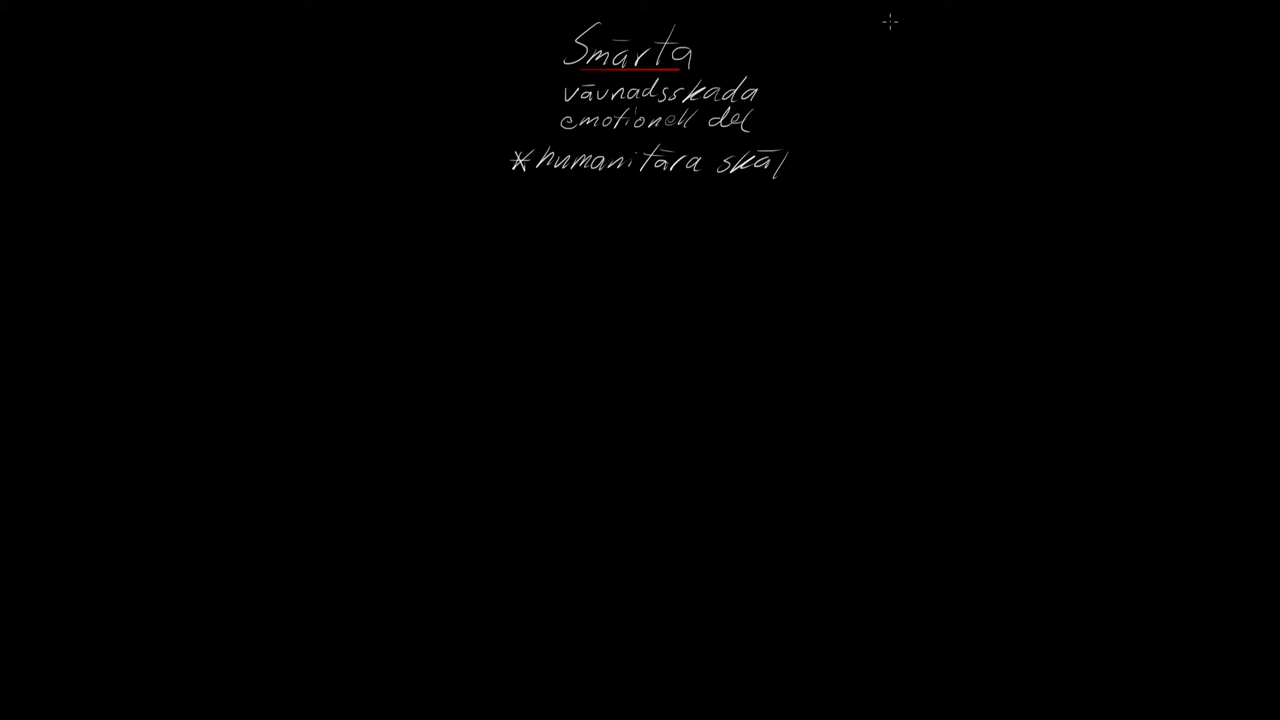 Smärta
vävnadsskada
emotionell del
*humanitära skäl